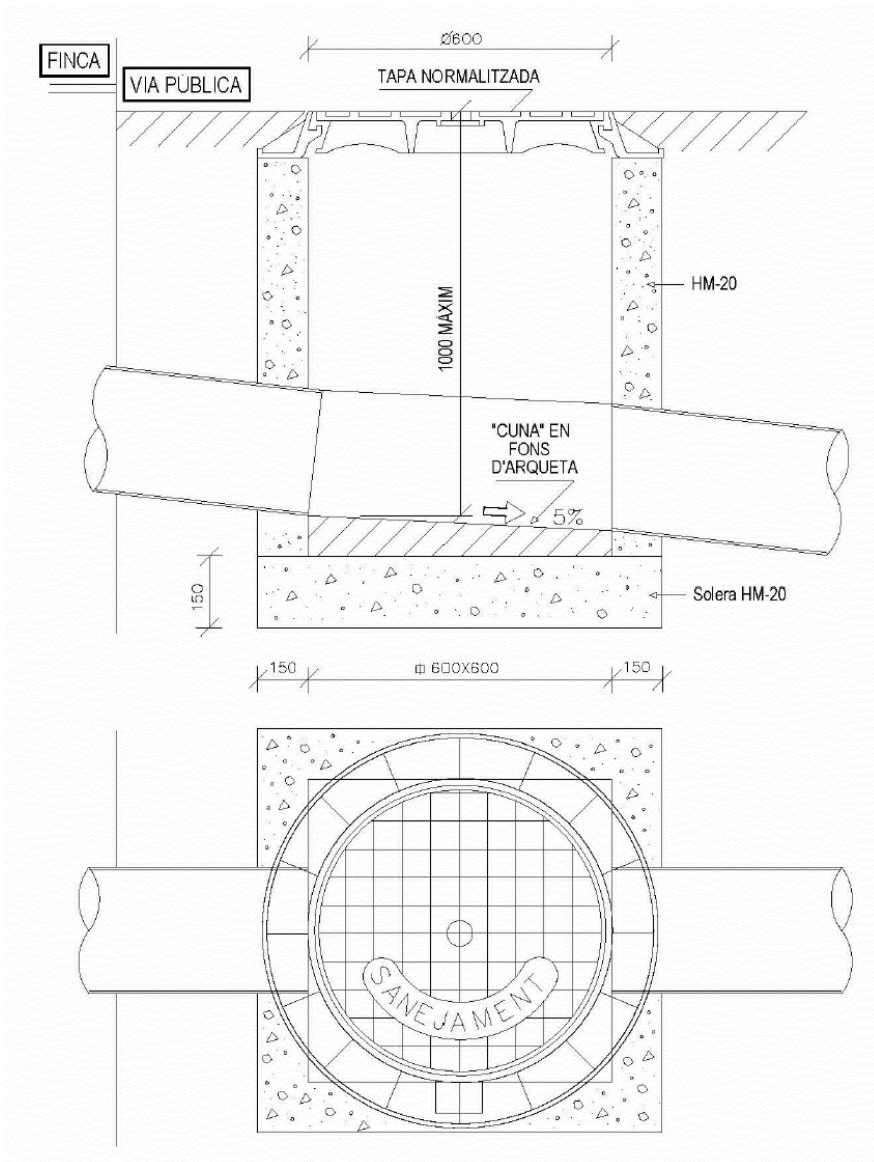 Ø600
FINCA
TAPA NORMALITZADA
VIA PÚBLICA
HM-20
1000 MÀXIM
"CUNA" EN
FONS
D'ARQUETA
5%
150
Solera HM-20
150
600X600
150
SANEJAMENT